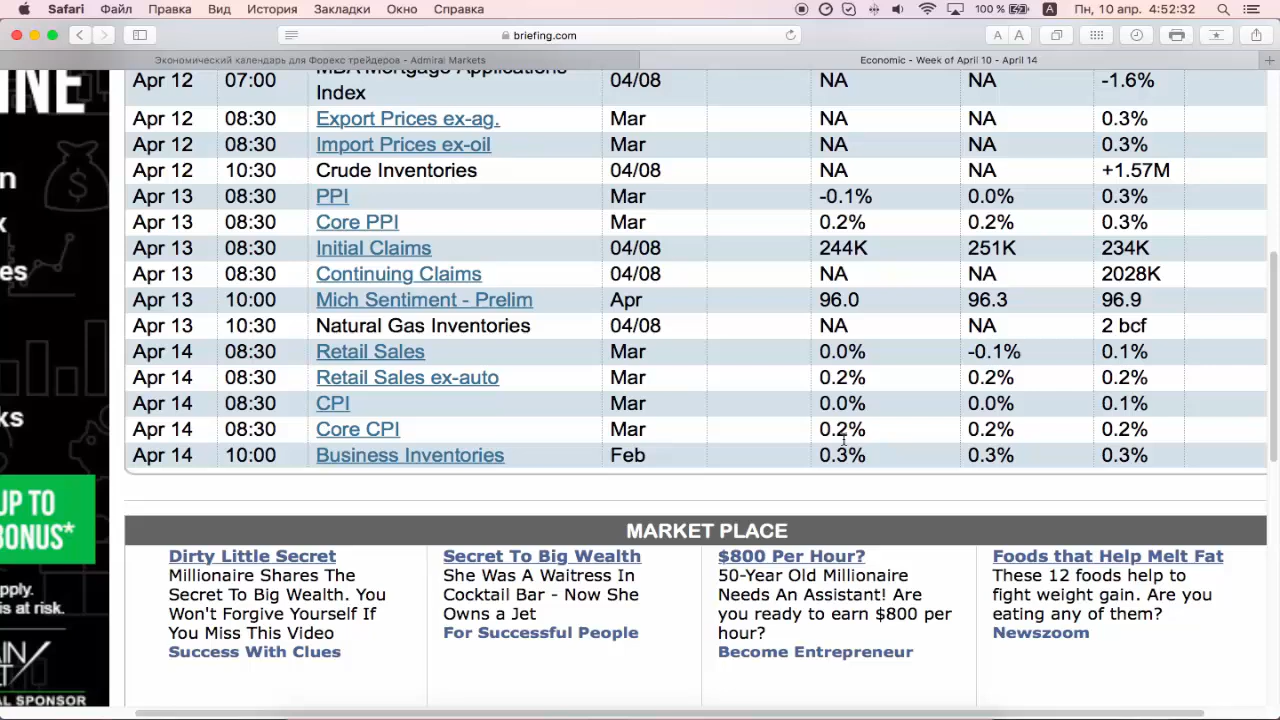 Safari Файл Правка Вид История Закладки Окно Справка 100 % A Пн, 10 апр. 4:52:32
briefing.com A A
Экономический календарь для Форекс трейдеров - Admiral Markets Economic - Week of April 10 - April 14
Apr 12 07:00 MBA Mortgage Applications Index 04/08 NA NA -1.6%
Apr 12 08:30 Export Prices ex-ag. Mar NA NA 0.3%
Apr 12 08:30 Import Prices ex-oil Mar NA NA 0.3%
Apr 12 10:30 Crude Inventories 04/08 NA NA +1.57M
Apr 13 08:30 PPI Mar -0.1% 0.0% 0.3%
Apr 13 08:30 Core PPI Mar 0.2% 0.2% 0.3%
Apr 13 08:30 Initial Claims 04/08 244K 251K 234K
Apr 13 08:30 Continuing Claims 04/08 NA NA 2028K
Apr 13 10:00 Mich Sentiment - Prelim Apr 96.0 96.3 96.9
Apr 13 10:30 Natural Gas Inventories 04/08 NA NA 2 bcf
Apr 14 08:30 Retail Sales Mar 0.0% -0.1% 0.1%
Apr 14 08:30 Retail Sales ex-auto Mar 0.2% 0.2% 0.2%
Apr 14 08:30 CPI Mar 0.0% 0.0% 0.1%
Apr 14 08:30 Core CPI Mar 0.2% 0.2% 0.2%
Apr 14 10:00 Business Inventories Feb 0.3% 0.3% 0.3%
MARKET PLACE
Dirty Little Secret
Millionaire Shares The
Secret To Big Wealth. You
Won't Forgive Yourself If
You Miss This Video
Success With Clues
Secret To Big Wealth
She Was A Waitress In
Cocktail Bar - Now She
Owns a Jet
For Successful People
$800 Per Hour?
50-Year Old Millionaire
Needs An Assistant! Are
you ready to earn $800 per
hour?
Become Entrepreneur
Foods that Help Melt Fat
These 12 foods help to
fight weight gain. Are you
eating any of them?
Newszoom
UP TO
BONUS*
is at risk.
SPONSOR